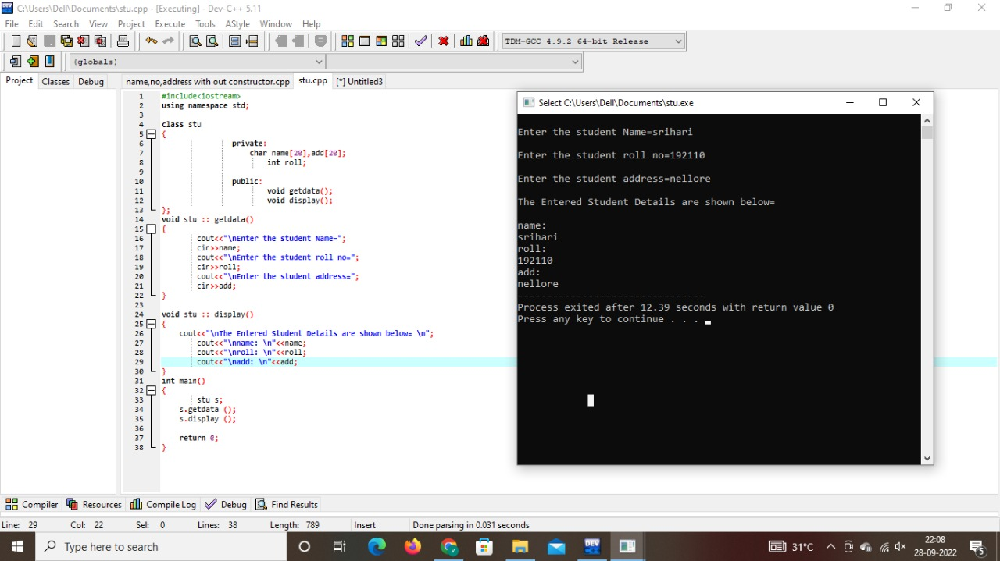 C:\Users\Dell\Documents\stu.cpp - [Executing] - Dev-C++ 5.11
File Edit Search View Project Execute Tools AStyle Window Help
TDM-GCC 4.9.2 64-bit Release
(globals)
Project Classes Debug
name,no,address with out constructor.cpp stu.cpp [*] Untitled3
1 #include<iostream>
2 using namespace std;
3
4 class stu
5 {
6 private:
7 char name[20],add[20];
8 int roll;
9
10 public:
11 void getdata();
12 void display();
13 };
14 void stu :: getdata()
15 {
16 cout<<"\nEnter the student Name=";
17 cin>>name;
18 cout<<"\nEnter the student roll no=";
19 cin>>roll;
20 cout<<"\nEnter the student address=";
21 cin>>add;
22 }
23
24 void stu :: display()
25 {
26 cout<<"\nThe Entered Student Details are shown below= \n";
27 cout<<"\nname: \n"<<name;
28 cout<<"\nroll: \n"<<roll;
29 cout<<"\nadd: \n"<<add;
30 }
31 int main()
32 {
33 stu s;
34 s.getdata ();
35 s.display ();
36
37 return 0;
38 }
Select C:\Users\Dell\Documents\stu.exe
Enter the student Name=srihari
Enter the student roll no=192110
Enter the student address=nellore
The Entered Student Details are shown below=
name:
srihari
roll:
192110
add:
nellore
--------------------------------
Process exited after 12.39 seconds with return value 0
Press any key to continue . . .
Compiler Resources Compile Log Debug Find Results
Line: 29 Col: 22 Sel: 0 Lines: 38 Length: 789 Insert Done parsing in 0.031 seconds
Type here to search
DEV
31°C
22:08
28-09-2022
5